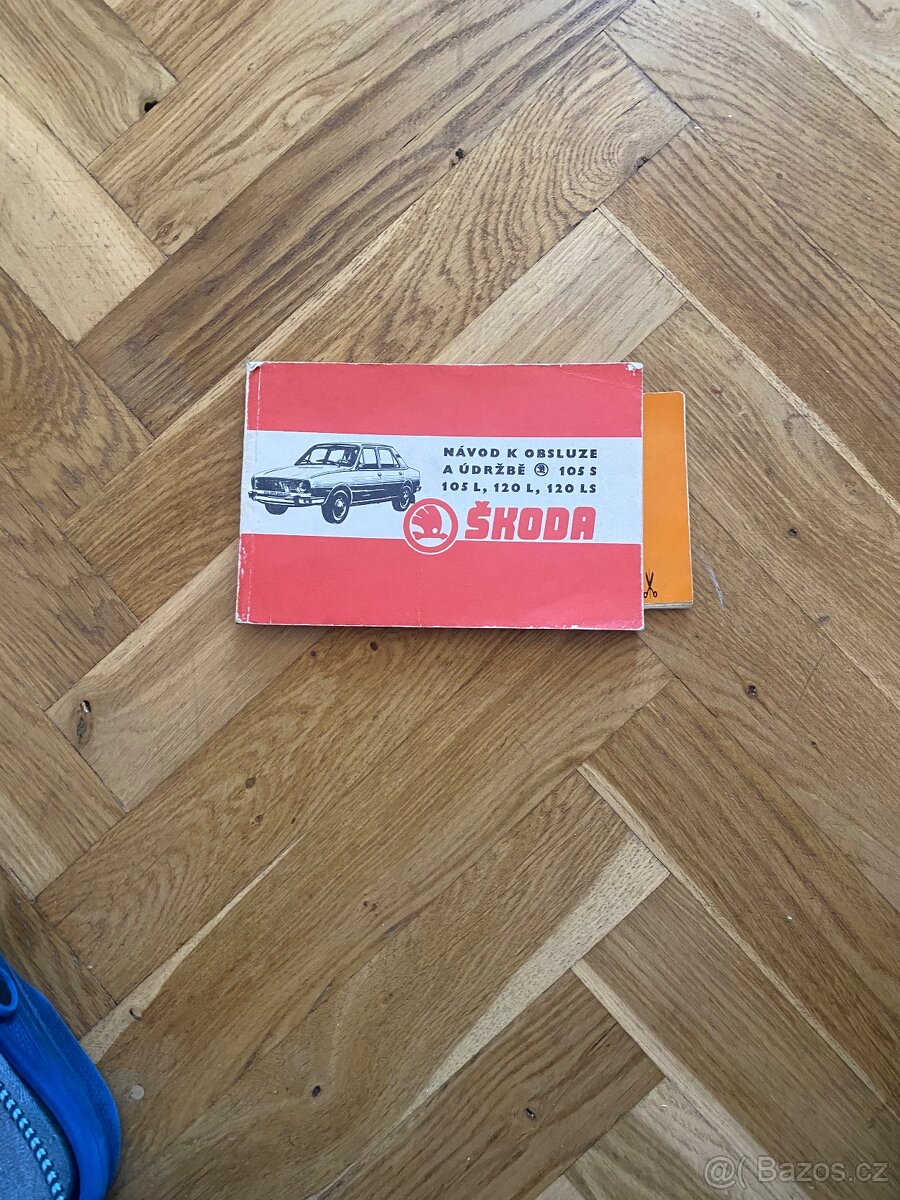 NÁVOD K OBSLUZE
A ÚDRŽBĚ 105 S
105 L, 120 L, 120 LS
ŠKODA
@( Bazos.cz